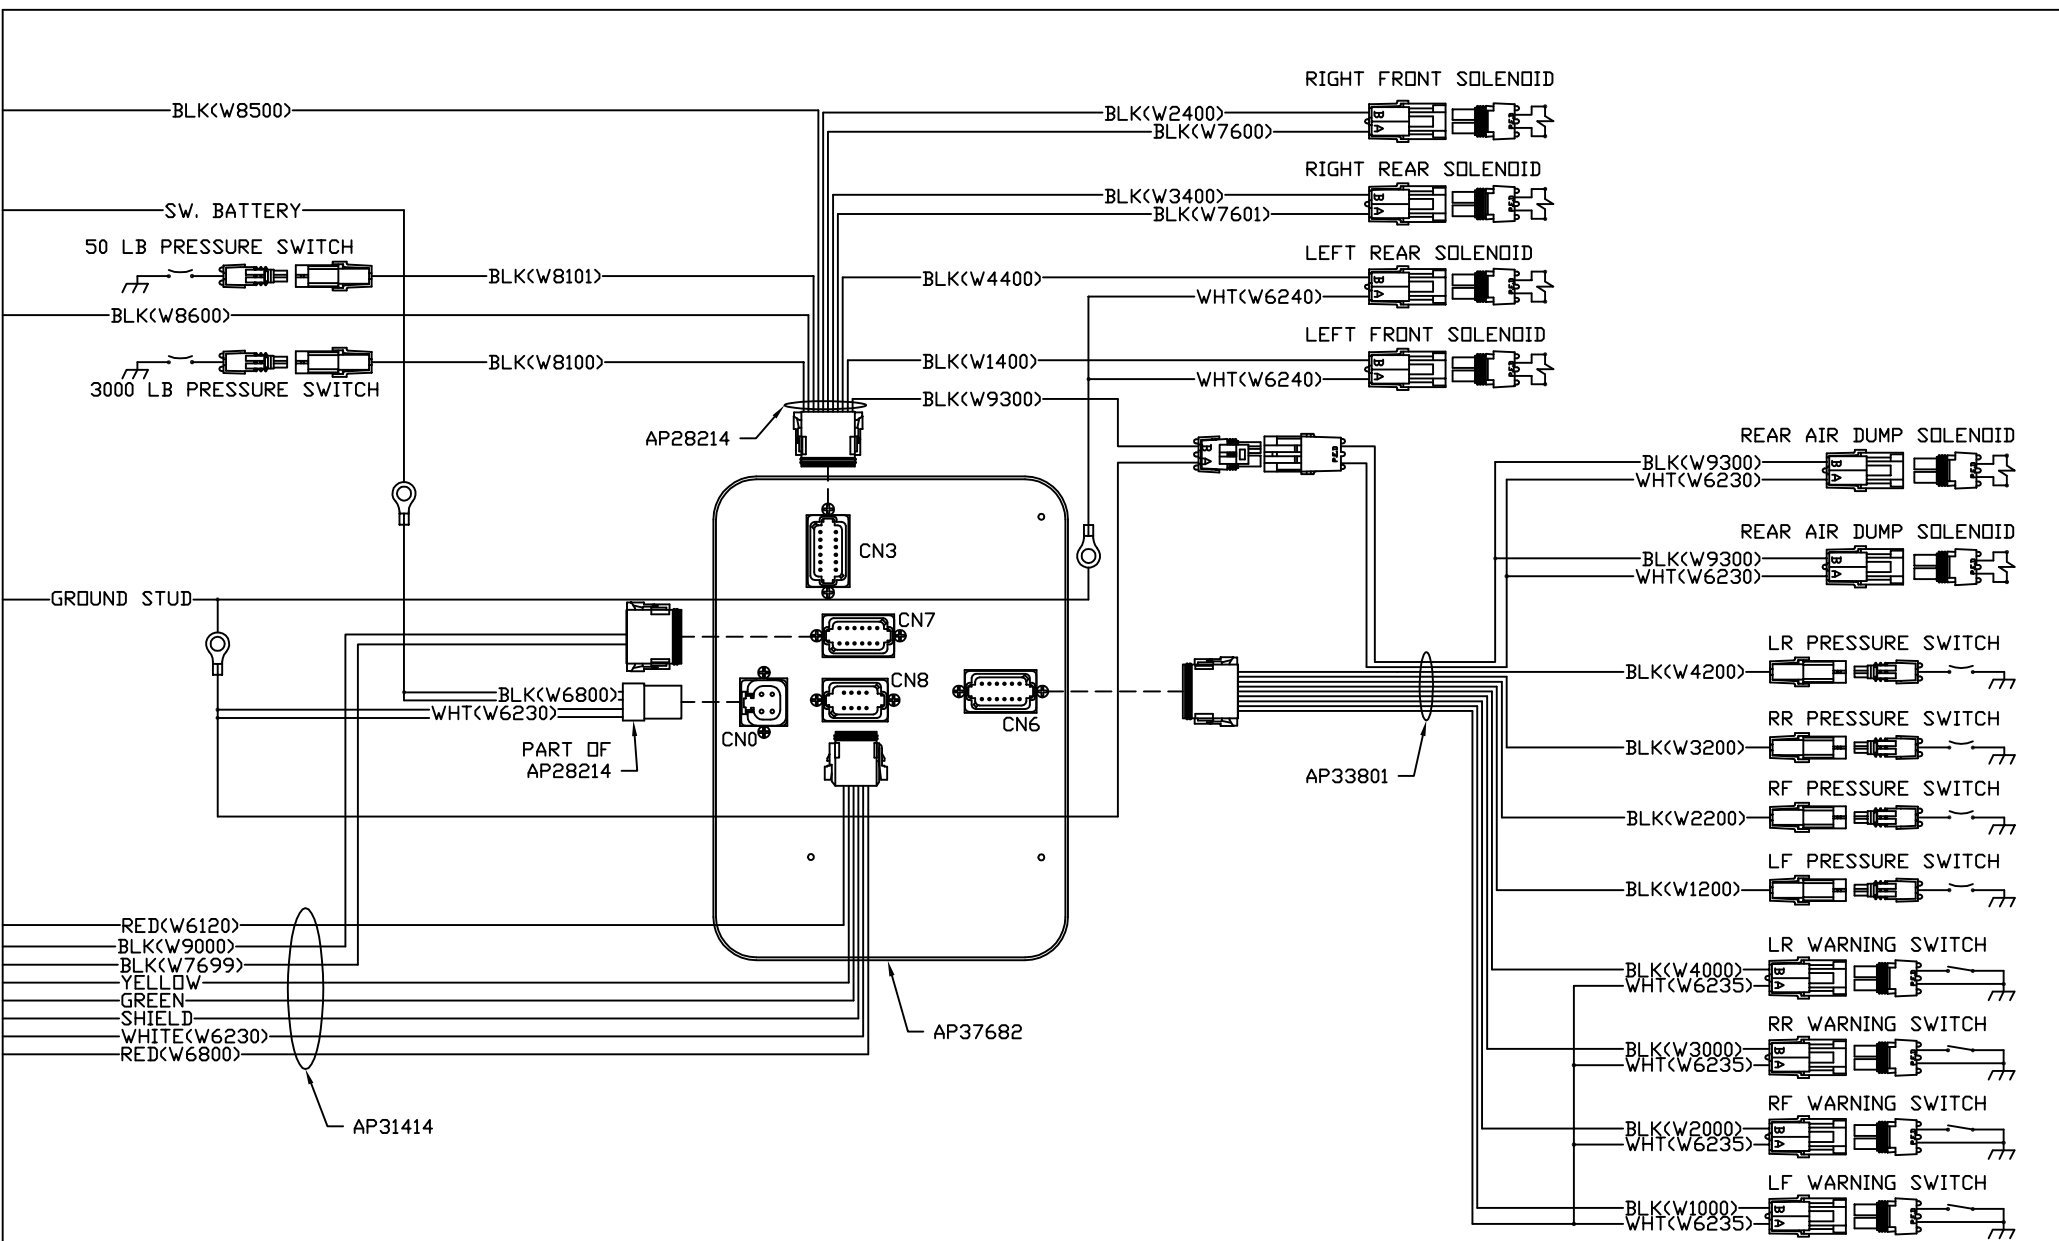 RIGHT FRONT SOLENOID
BLK(W8500)
BLK(W2400)
BLK(W7600)
B
A
RIGHT REAR SOLENOID
SW. BATTERY
BLK(W3400)
BLK(W7601)
B
A
50 LB PRESSURE SWITCH
LEFT REAR SOLENOID
BLK(W8101)
BLK(W4400)
WHT(W6240)
B
A
BLK(W8600)
LEFT FRONT SOLENOID
BLK(W8100)
BLK(W1400)
WHT(W6240)
B
A
3000 LB PRESSURE SWITCH
BLK(W9300)
AP28214
B
A
REAR AIR DUMP SOLENOID
BLK(W9300)
WHT(W6230)
B
A
CN3
REAR AIR DUMP SOLENOID
BLK(W9300)
WHT(W6230)
B
A
GROUND STUD
CN7
LR PRESSURE SWITCH
BLK(W4200)
CN8
BLK(W6800)
WHT(W6230)
CN0
CN6
RR PRESSURE SWITCH
BLK(W3200)
PART OF
AP28214
AP33801
RF PRESSURE SWITCH
BLK(W2200)
LF PRESSURE SWITCH
BLK(W1200)
RED(W6120)
BLK(W9000)
BLK(W7699)
YELLOW
GREEN
SHIELD
WHITE(W6230)
RED(W6800)
LR WARNING SWITCH
BLK(W4000)
WHT(W6235)
B
A
AP37682
RR WARNING SWITCH
BLK(W3000)
WHT(W6235)
B
A
AP31414
RF WARNING SWITCH
BLK(W2000)
WHT(W6235)
B
A
LF WARNING SWITCH
BLK(W1000)
WHT(W6235)
B
A